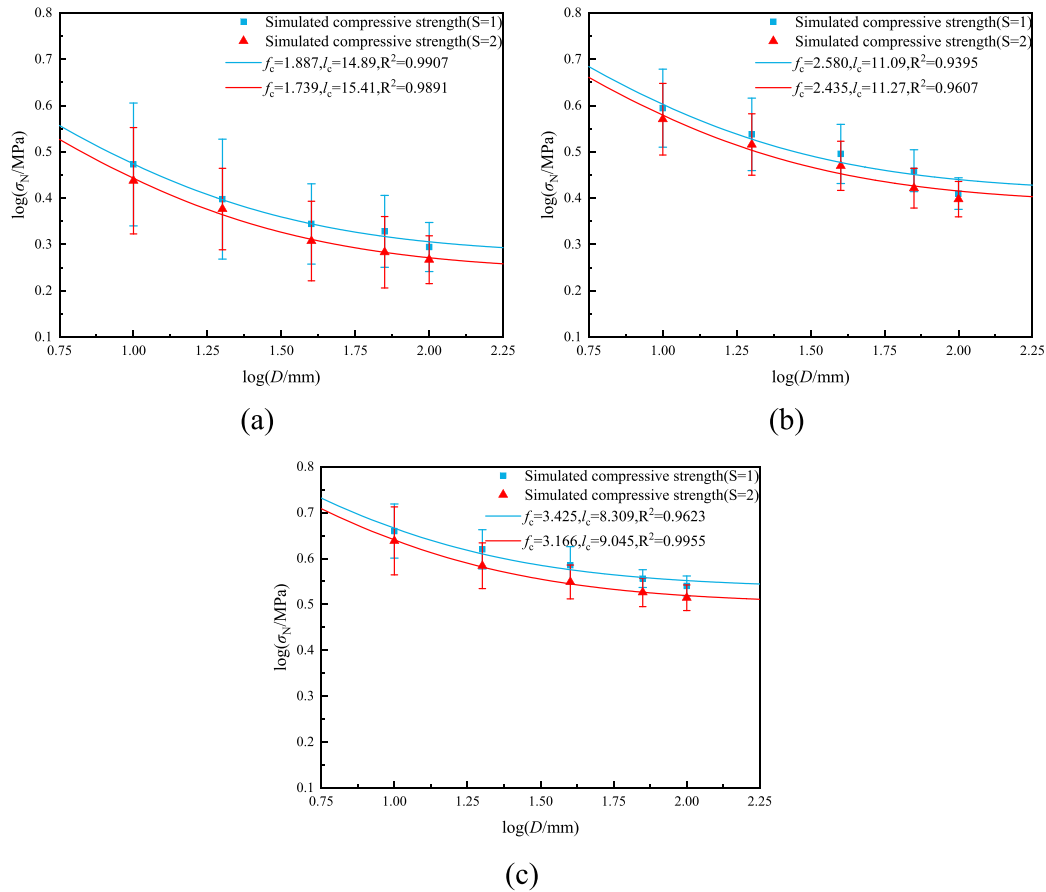 0.8
0.7
0.6
0.5
0.4
0.3
0.2
0.1
log(σN/MPa)
Simulated compressive strength(S=1)
Simulated compressive strength(S=2)
fc=1.887,lc=14.89,R²=0.9907
fc=1.739,lc=15.41,R²=0.9891
0.75 1.00 1.25 1.50 1.75 2.00 2.25
log(D/mm)
(a)
0.8
0.7
0.6
0.5
0.4
0.3
0.2
0.1
log(σN/MPa)
Simulated compressive strength(S=1)
Simulated compressive strength(S=2)
fc=2.580,lc=11.09,R²=0.9395
fc=2.435,lc=11.27,R²=0.9607
0.75 1.00 1.25 1.50 1.75 2.00 2.25
log(D/mm)
(b)
0.8
0.7
0.6
0.5
0.4
0.3
0.2
0.1
log(σN/MPa)
Simulated compressive strength(S=1)
Simulated compressive strength(S=2)
fc=3.425,lc=8.309,R²=0.9623
fc=3.166,lc=9.045,R²=0.9955
0.75 1.00 1.25 1.50 1.75 2.00 2.25
log(D/mm)
(c)